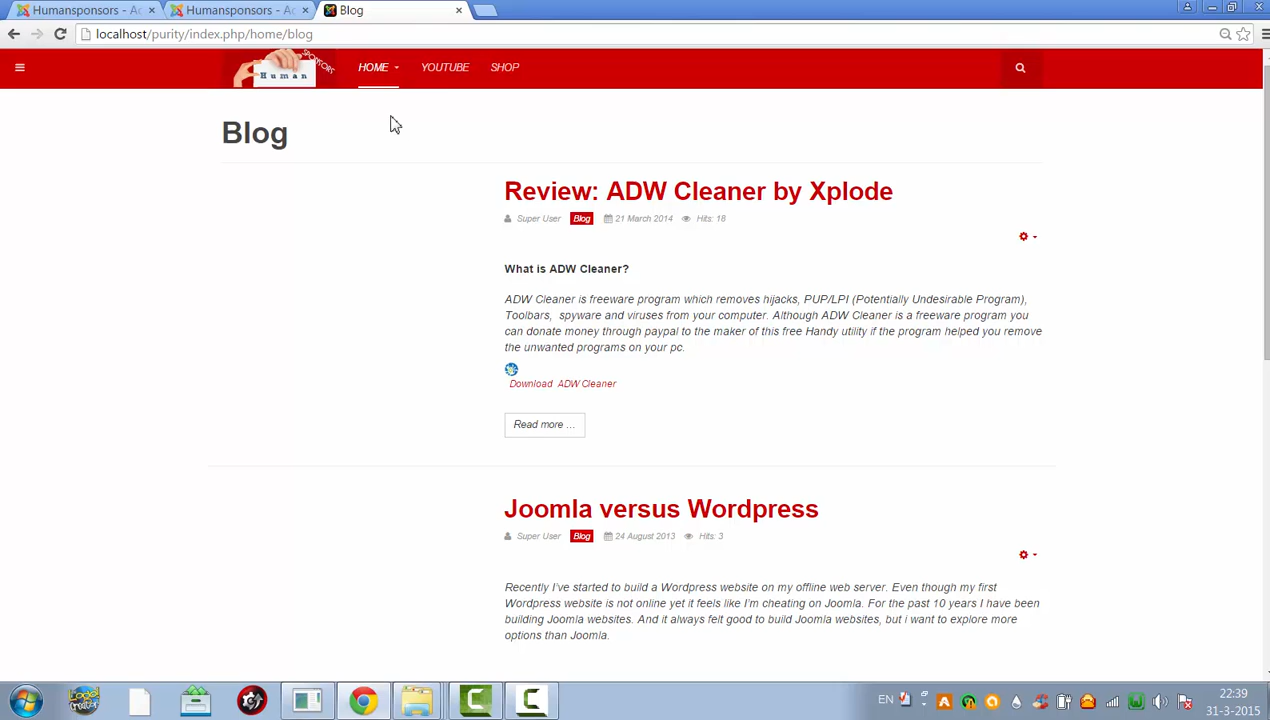 Humansponsors - Ac
Humansponsors - Ac
Blog
localhost/purity/index.php/home/blog
Human
SPONSORS
HOME
YOUTUBE
SHOP
Blog
Review: ADW Cleaner by Xplode
Super User Blog 21 March 2014 Hits: 18
What is ADW Cleaner?
ADW Cleaner is freeware program which removes hijacks, PUP/LPI (Potentially Undesirable Program),
Toolbars, spyware and viruses from your computer. Although ADW Cleaner is a freeware program you
can donate money through paypal to the maker of this free Handy utility if the program helped you remove
the unwanted programs on your pc.
Download ADW Cleaner
Read more ...
Joomla versus Wordpress
Super User Blog 24 August 2013 Hits: 3
Recently I've started to build a Wordpress website on my offline web server. Even though my first
Wordpress website is not online yet it feels like I'm cheating on Joomla. For the past 10 years I have been
building Joomla websites. And it always felt good to build Joomla websites, but i want to explore more
options than Joomla.
EN
22:39
31-3-2015